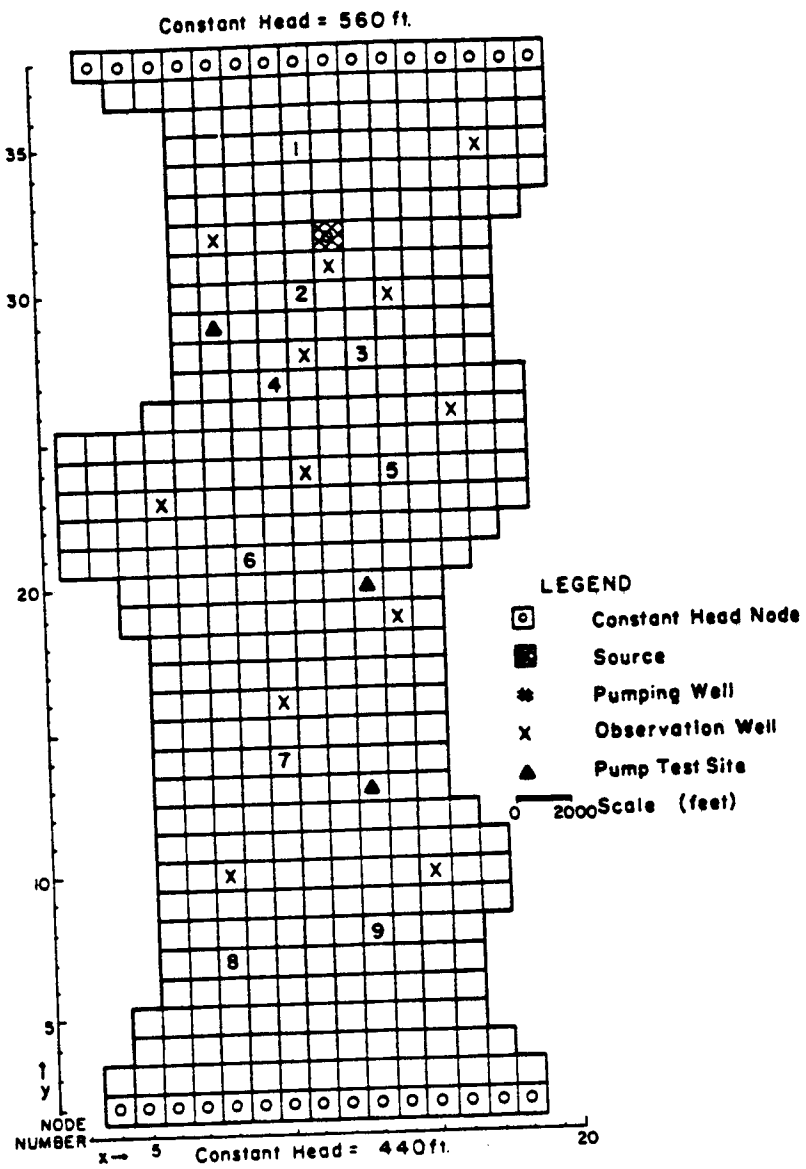 Constant Head = 560 ft.
35
1
X
X
X
30
2
X
X
3
4
X
5
X
X
6
20
X
X
7
X
X
10
9
8
5
↑
y
NODE
NUMBER
x→ 5
Constant Head = 440 ft.
20
LEGEND
Constant Head Node
Source
Pumping Well
X Observation Well
Pump Test Site
0 2000 Scale (feet)